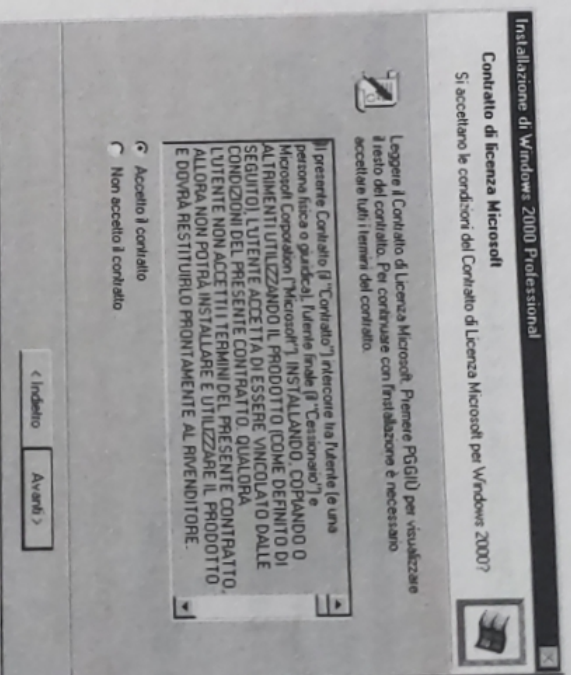 Installazione di Windows 2000 Professional
Contratto di licenza Microsoft
Si accettano le condizioni del Contratto di Licenza Microsoft per Windows 2000?
Leggere il Contratto di Licenza Microsoft. Premere PGGIÙ per visualizzare
il resto del contratto. Per continuare con l'installazione è necessario
accettare tutti i termini del contratto.
Il presente Contratto (il "Contratto") intercorre tra l'utente (e una
persona fisica o giuridica), l'utente finale (il "Cessionario") e
Microsoft Corporation ("Microsoft"). INSTALLANDO, COPIANDO O
ALTRIMENTI UTILIZZANDO IL PRODOTTO (COME DEFINITO DI
SEGUITO), L'UTENTE ACCETTA DI ESSERE VINCOLATO DALLE
CONDIZIONI DEL PRESENTE CONTRATTO. QUALORA
L'UTENTE NON ACCETTI I TERMINI DEL PRESENTE CONTRATTO,
ALLORA NON POTRÀ INSTALLARE E UTILIZZARE IL PRODOTTO
E DOVRÀ RESTITUIRLO PRONTAMENTE AL RIVENDITORE.
Accetto il contratto
Non accetto il contratto
< Indietro
Avanti >